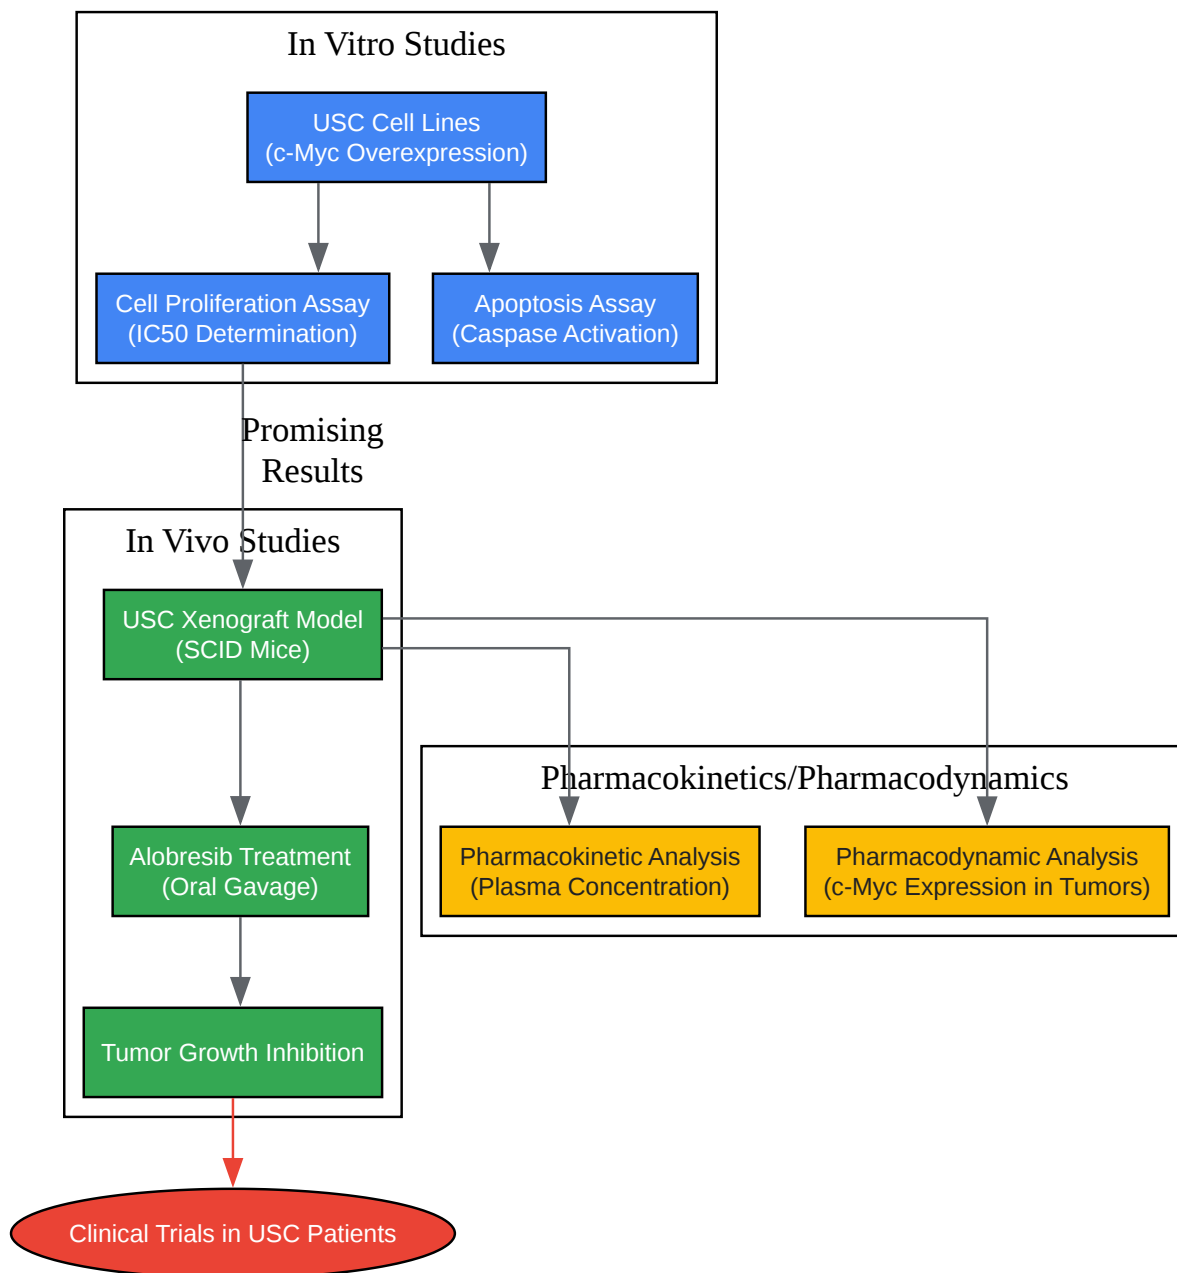 In Vitro Studies
USC Cell Lines
(c-Myc Overexpression)
Cell Proliferation Assay
(IC50 Determination)
Apoptosis Assay
(Caspase Activation)
Promising
Results
In Vivo Studies
USC Xenograft Model
(SCID Mice)
Pharmacokinetics/Pharmacodynamics
Alobresib Treatment
(Oral Gavage)
Pharmacokinetic Analysis
(Plasma Concentration)
Pharmacodynamic Analysis
(c-Myc Expression in Tumors)
Tumor Growth Inhibition
Clinical Trials in USC Patients